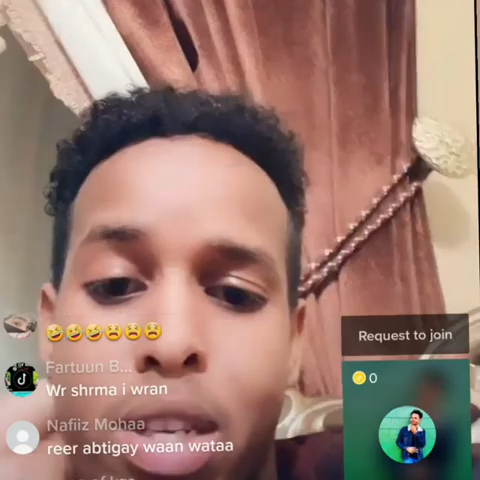 Request to join
0
Fartuun B...
Wr shrma i wran
Nafiiz Mohaa
reer abtigay waan wataa